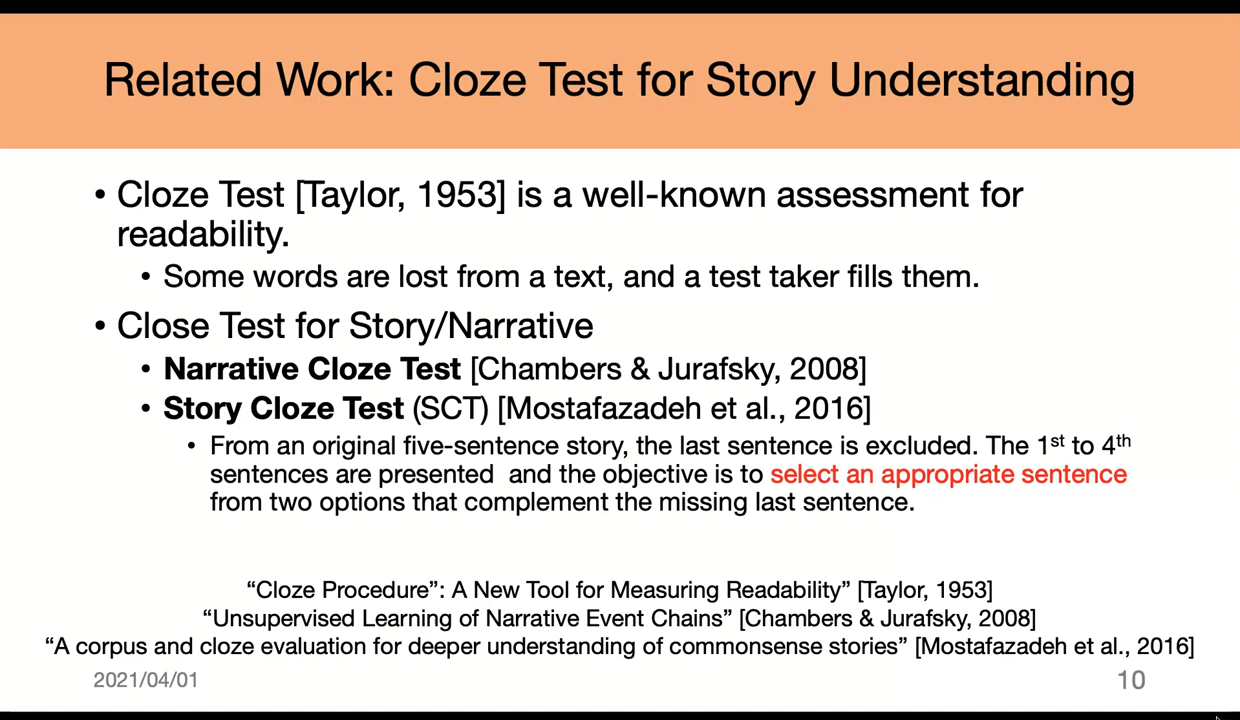 Related Work: Cloze Test for Story Understanding
• Cloze Test [Taylor, 1953] is a well-known assessment for
readability.
• Some words are lost from a text, and a test taker fills them.
• Close Test for Story/Narrative
• Narrative Cloze Test [Chambers & Jurafsky, 2008]
• Story Cloze Test (SCT) [Mostafazadeh et al., 2016]
• From an original five-sentence story, the last sentence is excluded. The 1st to 4th
sentences are presented  and the objective is to select an appropriate sentence
from two options that complement the missing last sentence.
“Cloze Procedure”: A New Tool for Measuring Readability” [Taylor, 1953]
“Unsupervised Learning of Narrative Event Chains” [Chambers & Jurafsky, 2008]
“A corpus and cloze evaluation for deeper understanding of commonsense stories” [Mostafazadeh et al., 2016]
2021/04/01
10